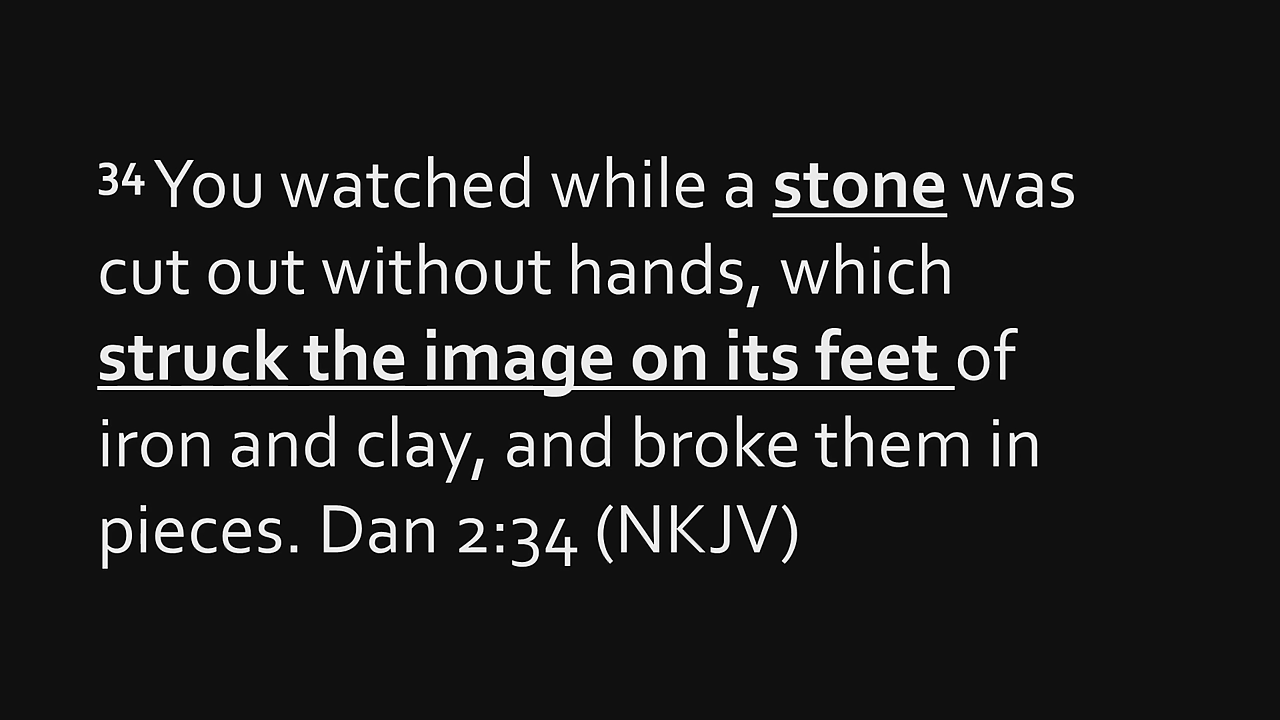 34 You watched while a stone was
cut out without hands, which
struck the image on its feet of
iron and clay, and broke them in
pieces. Dan 2:34 (NKJV)